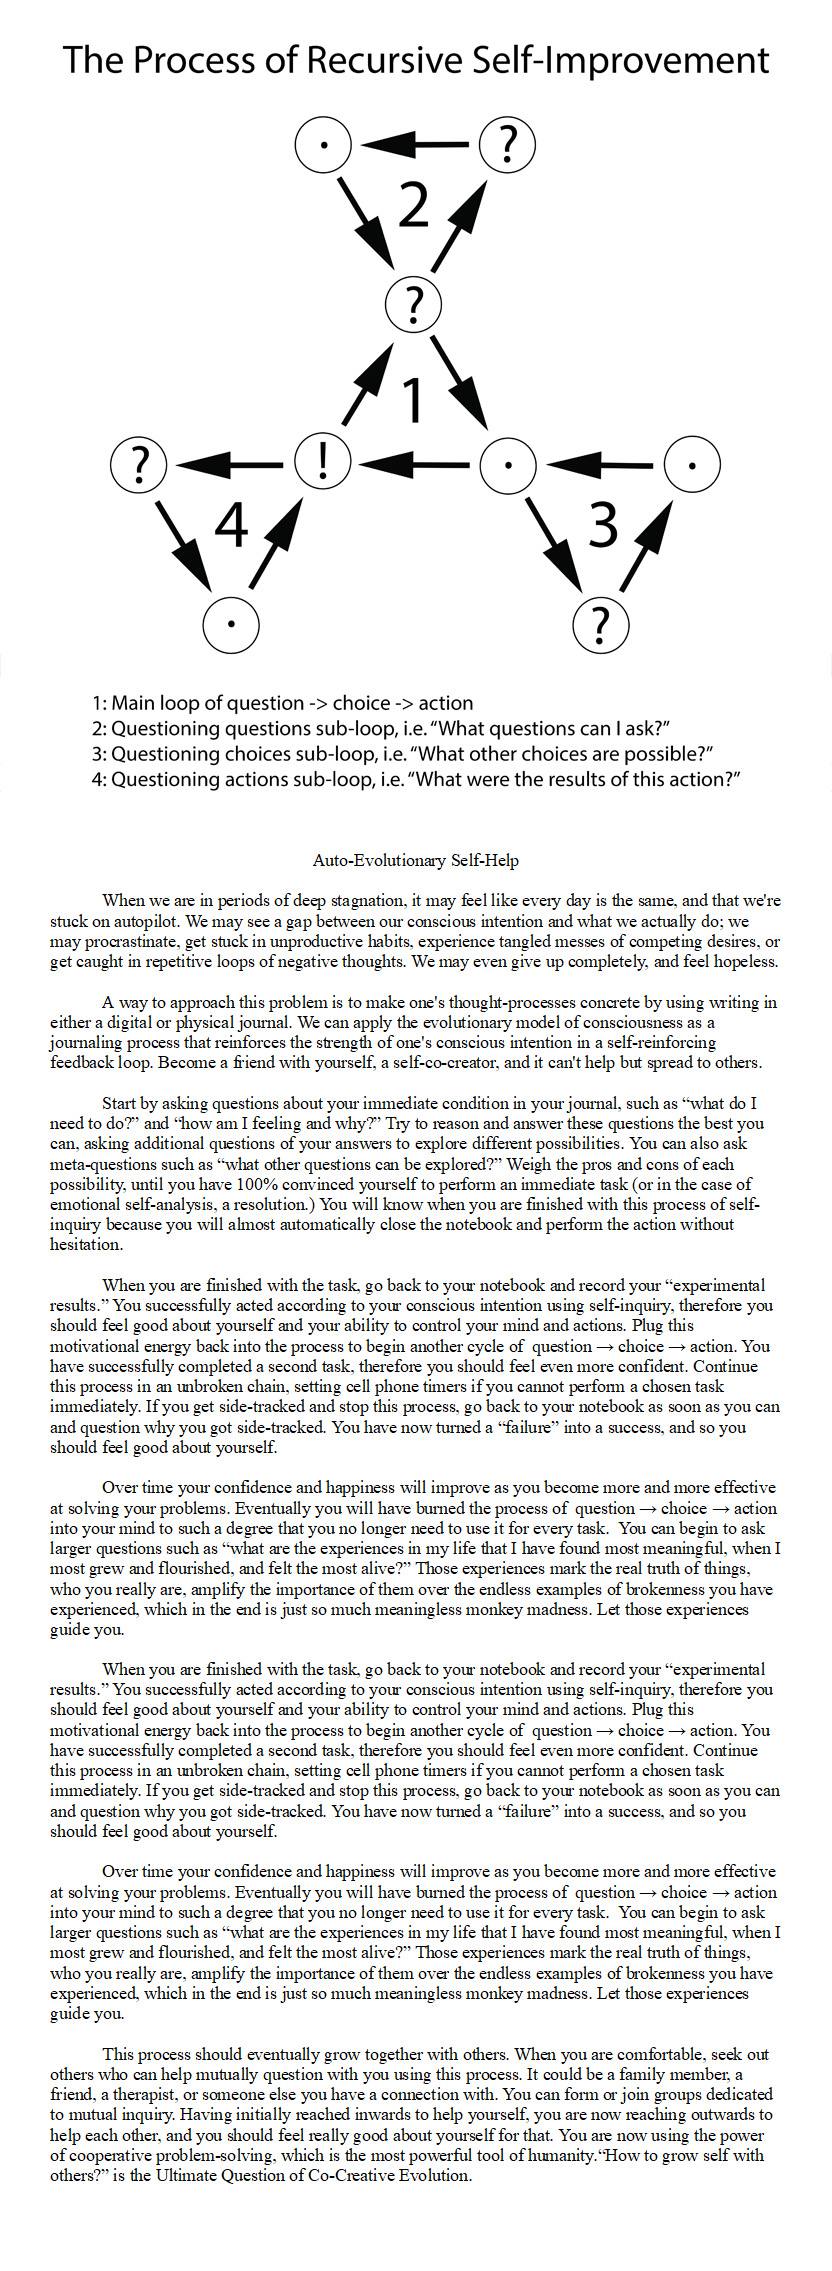 The Process of Recursive Self-Improvement
. ?
2
?
1
? ! . .
4 3
. ?
1: Main loop of question -> choice -> action
2: Questioning questions sub-loop, i.e. “What questions can I ask?”
3: Questioning choices sub-loop, i.e. “What other choices are possible?”
4: Questioning actions sub-loop, i.e. “What were the results of this action?”
Auto-Evolutionary Self-Help
When we are in periods of deep stagnation, it may feel like every day is the same, and that we're
stuck on autopilot. We may see a gap between our conscious intention and what we actually do; we
may procrastinate, get stuck in unproductive habits, experience tangled messes of competing desires, or
get caught in repetitive loops of negative thoughts. We may even give up completely, and feel hopeless.
A way to approach this problem is to make one's thought-processes concrete by using writing in
either a digital or physical journal. We can apply the evolutionary model of consciousness as a
journaling process that reinforces the strength of one's conscious intention in a self-reinforcing
feedback loop. Become a friend with yourself, a self-co-creator, and it can't help but spread to others.
Start by asking questions about your immediate condition in your journal, such as “what do I
need to do?” and “how am I feeling and why?” Try to reason and answer these questions the best you
can, asking additional questions of your answers to explore different possibilities. You can also ask
meta-questions such as “what other questions can be explored?” Weigh the pros and cons of each
possibility, until you have 100% convinced yourself to perform an immediate task (or in the case of
emotional self-analysis, a resolution.) You will know when you are finished with this process of self-
inquiry because you will almost automatically close the notebook and perform the action without
hesitation.
When you are finished with the task, go back to your notebook and record your “experimental
results.” You successfully acted according to your conscious intention using self-inquiry, therefore you
should feel good about yourself and your ability to control your mind and actions. Plug this
motivational energy back into the process to begin another cycle of question → choice → action. You
have successfully completed a second task, therefore you should feel even more confident. Continue
this process in an unbroken chain, setting cell phone timers if you cannot perform a chosen task
immediately. If you get side-tracked and stop this process, go back to your notebook as soon as you can
and question why you got side-tracked. You have now turned a “failure” into a success, and so you
should feel good about yourself.
Over time your confidence and happiness will improve as you become more and more effective
at solving your problems. Eventually you will have burned the process of question → choice → action
into your mind to such a degree that you no longer need to use it for every task. You can begin to ask
larger questions such as “what are the experiences in my life that I have found most meaningful, when I
most grew and flourished, and felt the most alive?” Those experiences mark the real truth of things,
who you really are, amplify the importance of them over the endless examples of brokenness you have
experienced, which in the end is just so much meaningless monkey madness. Let those experiences
guide you.
When you are finished with the task, go back to your notebook and record your “experimental
results.” You successfully acted according to your conscious intention using self-inquiry, therefore you
should feel good about yourself and your ability to control your mind and actions. Plug this
motivational energy back into the process to begin another cycle of question → choice → action. You
have successfully completed a second task, therefore you should feel even more confident. Continue
this process in an unbroken chain, setting cell phone timers if you cannot perform a chosen task
immediately. If you get side-tracked and stop this process, go back to your notebook as soon as you can
and question why you got side-tracked. You have now turned a “failure” into a success, and so you
should feel good about yourself.
Over time your confidence and happiness will improve as you become more and more effective
at solving your problems. Eventually you will have burned the process of question → choice → action
into your mind to such a degree that you no longer need to use it for every task. You can begin to ask
larger questions such as “what are the experiences in my life that I have found most meaningful, when I
most grew and flourished, and felt the most alive?” Those experiences mark the real truth of things,
who you really are, amplify the importance of them over the endless examples of brokenness you have
experienced, which in the end is just so much meaningless monkey madness. Let those experiences
guide you.
This process should eventually grow together with others. When you are comfortable, seek out
others who can help mutually question with you using this process. It could be a family member, a
friend, a therapist, or someone else you have a connection with. You can form or join groups dedicated
to mutual inquiry. Having initially reached inwards to help yourself, you are now reaching outwards to
help each other, and you should feel really good about yourself for that. You are now using the power
of cooperative problem-solving, which is the most powerful tool of humanity.“How to grow self with
others?” is the Ultimate Question of Co-Creative Evolution.